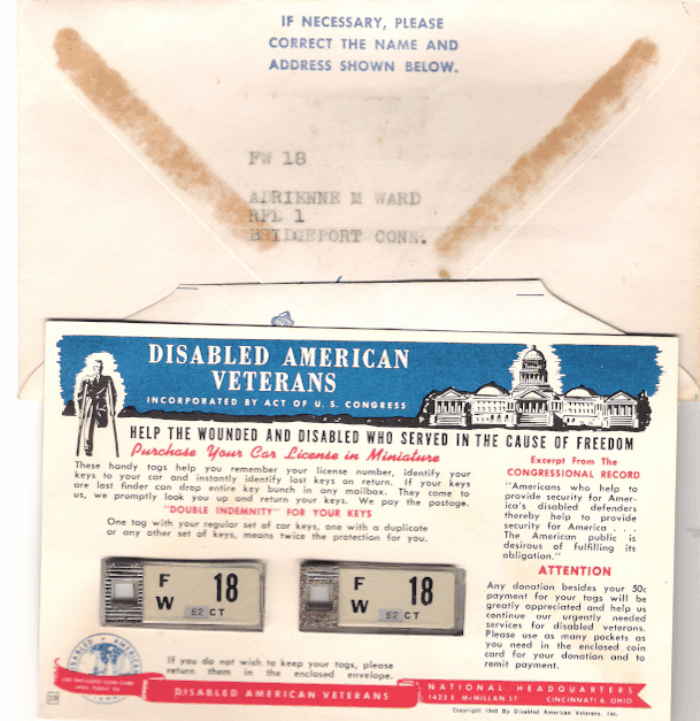 IF NECESSARY, PLEASE
CORRECT THE NAME AND
ADDRESS SHOWN BELOW.
FW 18
ADRIENNE M WARD
RFD 1
BRIDGEPORT CONN.
DISABLED AMERICAN
VETERANS
INCORPORATED BY ACT OF U. S. CONGRESS
HELP THE WOUNDED AND DISABLED WHO SERVED IN THE CAUSE OF FREEDOM
Purchase Your Car License in Miniature
These handy tags help you remember your license number, identify your
keys to your car and instantly identify lost keys on return. If your keys
are lost finder can drop entire key bunch in any mailbox. They come to
us, we promptly look up and return your keys. We pay the postage.
"DOUBLE INDEMNITY" FOR YOUR KEYS
One tag with your regular set of car keys, one with a duplicate
or any other set of keys, means twice the protection for you.
Excerpt From The
CONGRESSIONAL RECORD
"Americans who help to
provide security for Amer-
ica's disabled defenders
thereby help to provide
security for America . . .
The American public is
desirous of fulfilling its
obligation."
ATTENTION
Any donation besides your 50c
payment for your tags will be
greatly appreciated and help us
continue our urgently needed
services for disabled veterans.
Please use as many packets as
you need in the enclosed coin
card for your donation and to
remit payment.
F W 18
52 CT
F W 18
52 CT
DISABLED AMERICAN
If you do not wish to keep your tags, please
return them in the enclosed envelope.
DISABLED AMERICAN VETERANS
NATIONAL HEADQUARTERS
1423 E McMILLAN ST CINCINNATI 6 OHIO
Disabled American Veterans, Inc.